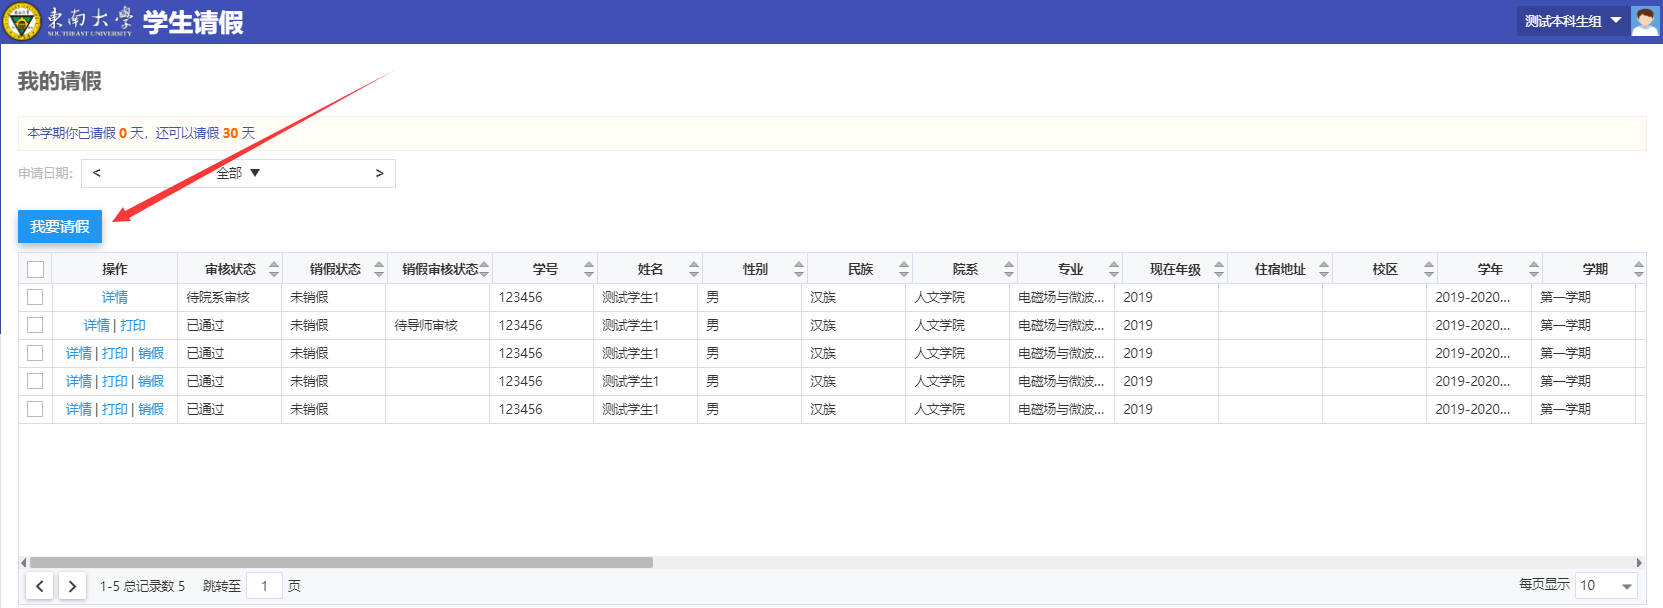 東南大學 学生请假 测试本科生组
SOUTHEAST UNIVERSITY
我的请假
本学期你已请假 0 天，还可以请假 30 天
申请日期: < 全部 ▼ >
我要请假
操作 审核状态 销假状态 销假审核状态 学号 姓名 性别 民族 院系 专业 现在年级 住宿地址 校区 学年 学期
详情 待院系审核 未销假 123456 测试学生1 男 汉族 人文学院 电磁场与微波... 2019 2019-2020... 第一学期
详情 | 打印 已通过 未销假 待导师审核 123456 测试学生1 男 汉族 人文学院 电磁场与微波... 2019 2019-2020... 第一学期
详情 | 打印 | 销假 已通过 未销假 123456 测试学生1 男 汉族 人文学院 电磁场与微波... 2019 2019-2020... 第一学期
详情 | 打印 | 销假 已通过 未销假 123456 测试学生1 男 汉族 人文学院 电磁场与微波... 2019 2019-2020... 第一学期
详情 | 打印 | 销假 已通过 未销假 123456 测试学生1 男 汉族 人文学院 电磁场与微波... 2019 2019-2020... 第一学期
< > 1-5 总记录数 5 跳转至 1 页 每页显示 10